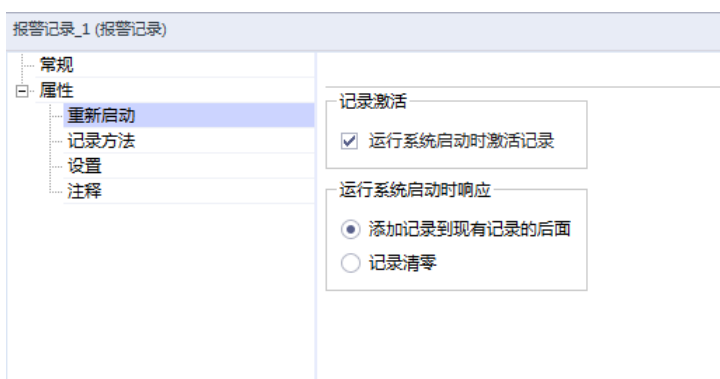 报警记录_1 (报警记录)
常规
属性
重新启动
记录方法
设置
注释
记录激活
运行系统启动时激活记录
运行系统启动时响应
添加记录到现有记录的后面
记录清零